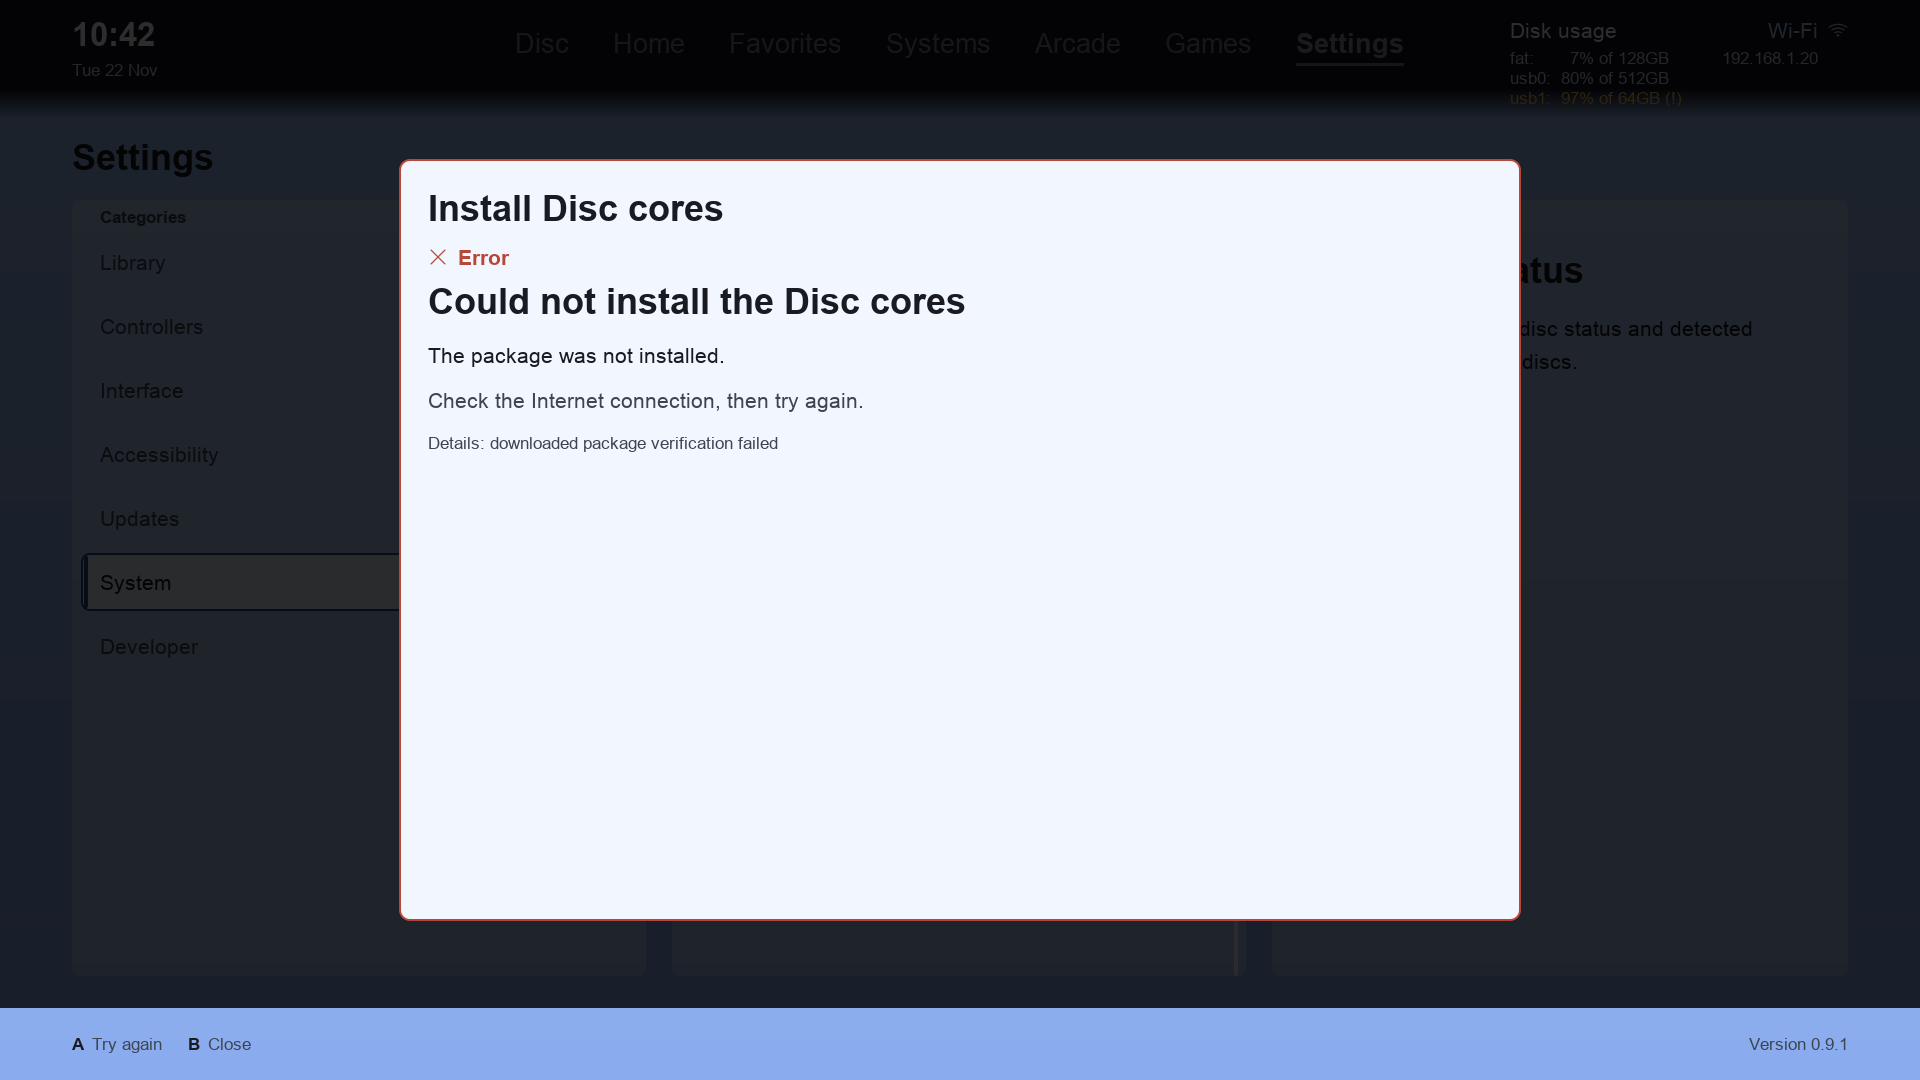 10:42
Tue 22 Nov
Disc Home Favorites Systems Arcade Games Settings
Disk usage
fat: 7% of 128GB
usb0: 80% of 512GB
usb1: 97% of 64GB (!)
Wi-Fi
192.168.1.20
Settings
Categories
Library
Controllers
Interface
Accessibility
Updates
System
Developer
Install Disc cores
Error
Could not install the Disc cores
The package was not installed.
Check the Internet connection, then try again.
Details: downloaded package verification failed
atus
disc status and detected
discs.
A Try again B Close
Version 0.9.1